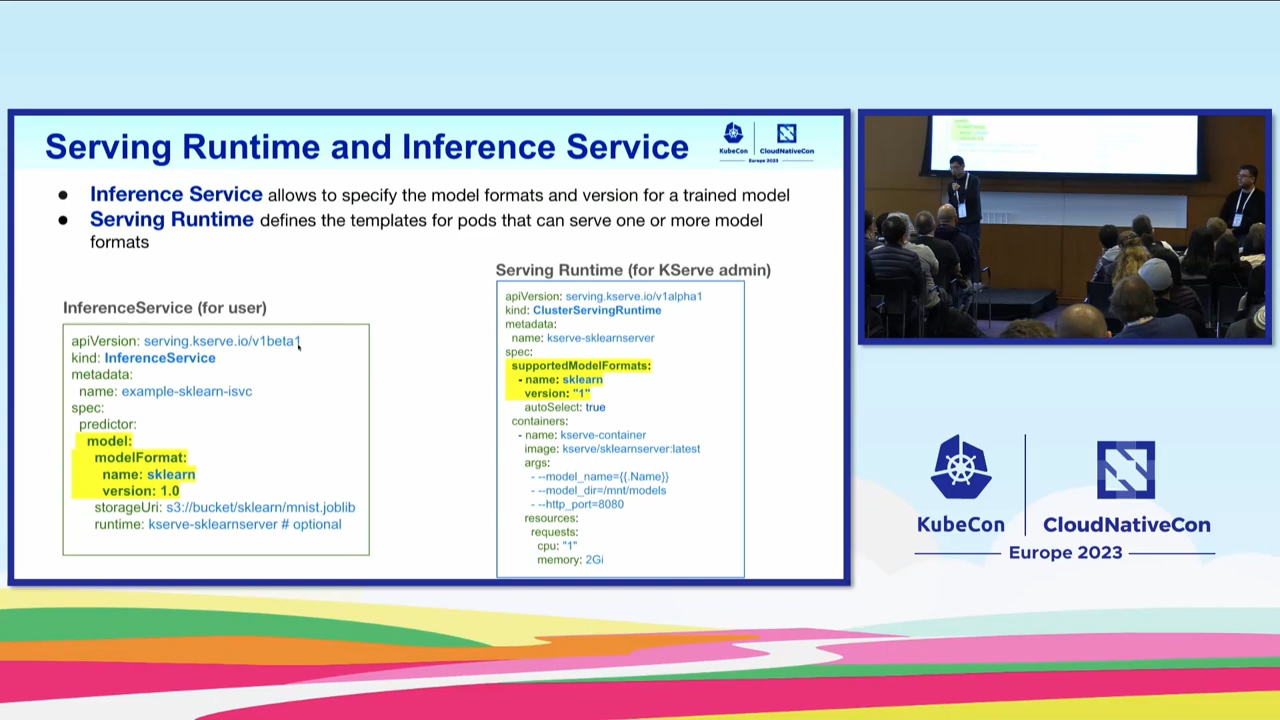 Serving Runtime and Inference Service
KubeCon
CloudNativeCon
Europe 2023
● Inference Service allows to specify the model formats and version for a trained model
● Serving Runtime defines the templates for pods that can serve one or more model
formats
InferenceService (for user)
apiVersion: serving.kserve.io/v1beta1
kind: InferenceService
metadata:
name: example-sklearn-isvc
spec:
predictor:
model:
modelFormat:
name: sklearn
version: 1.0
storageUri: s3://bucket/sklearn/mnist.joblib
runtime: kserve-sklearnserver # optional
Serving Runtime (for KServe admin)
apiVersion: serving.kserve.io/v1alpha1
kind: ClusterServingRuntime
metadata:
name: kserve-sklearnserver
spec:
supportedModelFormats:
- name: sklearn
version: "1"
autoSelect: true
containers:
- name: kserve-container
image: kserve/sklearnserver:latest
args:
- --model_name={{.Name}}
- --model_dir=/mnt/models
- --http_port=8080
resources:
requests:
cpu: "1"
memory: 2Gi
KubeCon
CloudNativeCon
Europe 2023